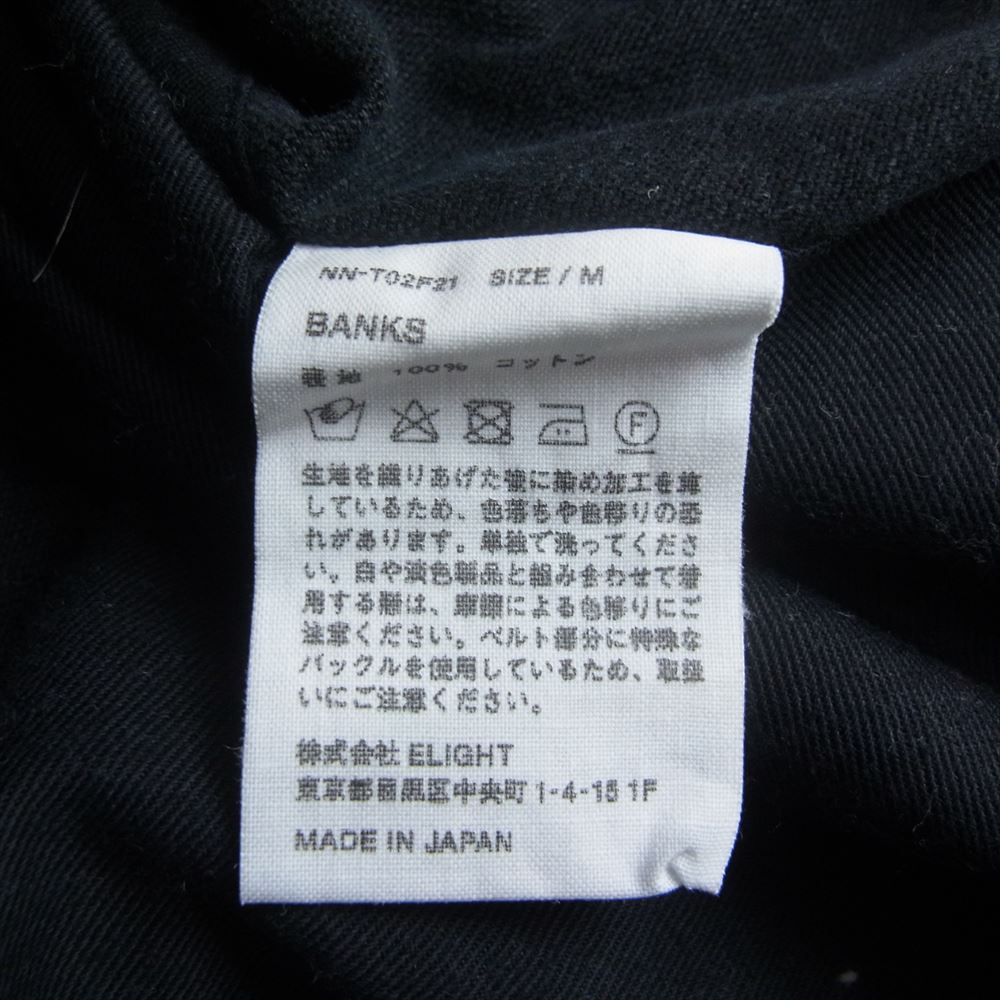 NN-T02F21 SIZE / M
BANKS
表地 100% コットン
F
生地を織りあげた後に染め加工を施
しているため、色落ちや色移りの恐
れがあります。単独で洗ってくださ
い。白や淡色製品と組み合わせて着
用する際は、摩擦による色移りにご
注意ください。ベルト部分に特殊な
バックルを使用しているため、取扱
いにご注意ください。
株式会社 ELIGHT
東京都目黒区中央町 1-4-15 1F
MADE IN JAPAN